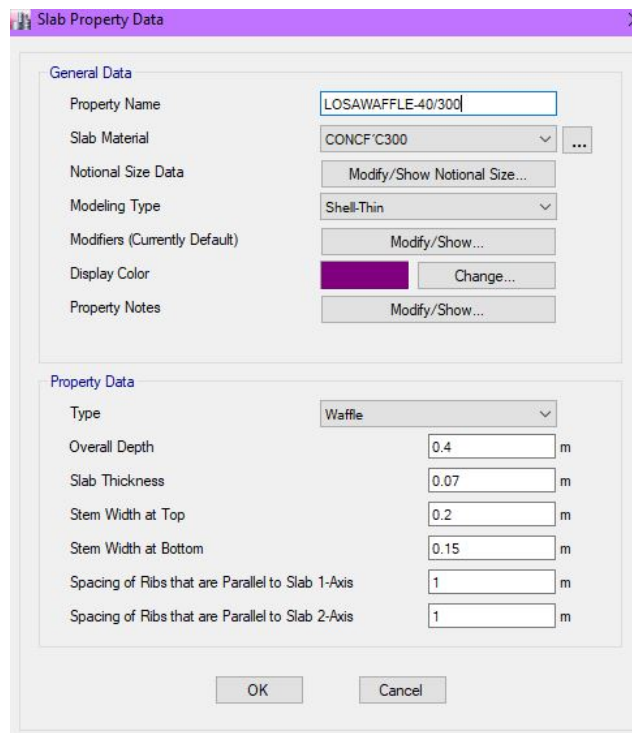 Slab Property Data
General Data
Property Name LOSAWAFFLE-40/300
Slab Material CONCF'C300 ...
Notional Size Data Modify/Show Notional Size...
Modeling Type Shell-Thin
Modifiers (Currently Default) Modify/Show...
Display Color Change...
Property Notes Modify/Show...
Property Data
Type Waffle
Overall Depth 0.4 m
Slab Thickness 0.07 m
Stem Width at Top 0.2 m
Stem Width at Bottom 0.15 m
Spacing of Ribs that are Parallel to Slab 1-Axis 1 m
Spacing of Ribs that are Parallel to Slab 2-Axis 1 m
OK Cancel